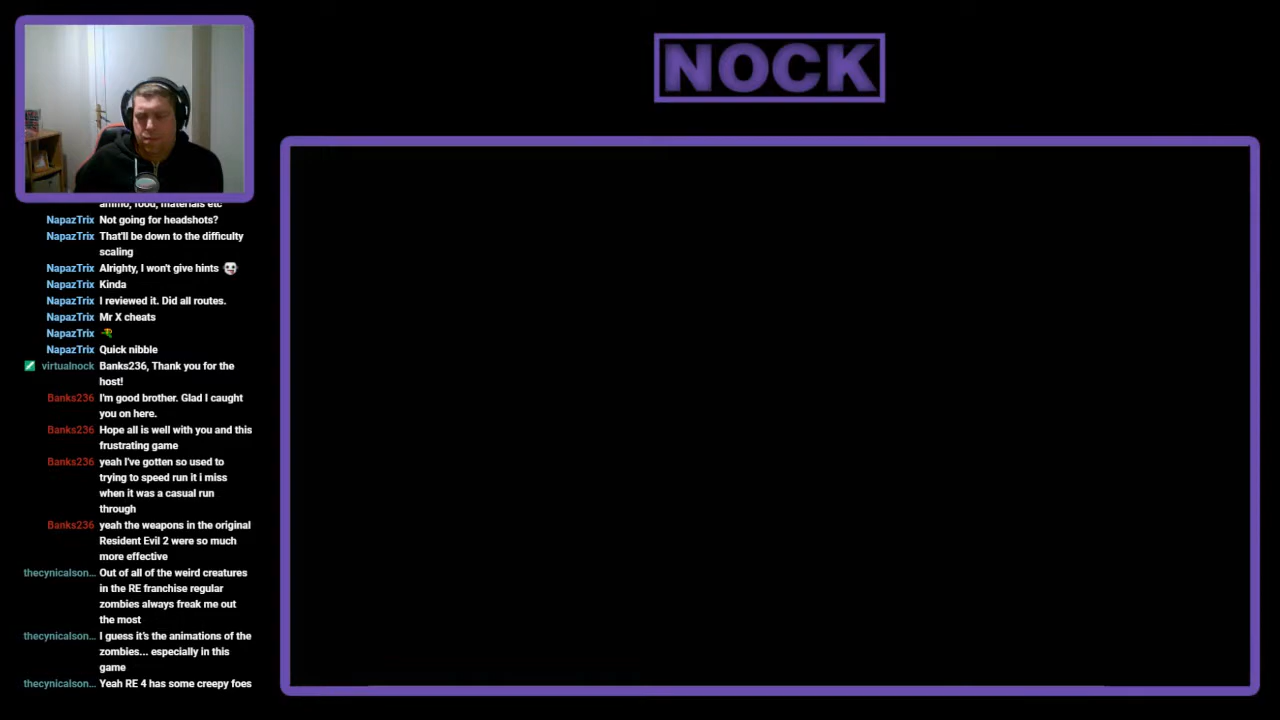 NOCK
ammo, food, materials etc
NapazTrix Not going for headshots?
NapazTrix That'll be down to the difficulty
scaling
NapazTrix Alrighty, I won't give hints
NapazTrix Kinda
NapazTrix I reviewed it. Did all routes.
NapazTrix Mr X cheats
NapazTrix
NapazTrix Quick nibble
virtualnock Banks236, Thank you for the
host!
Banks236 I'm good brother. Glad I caught
you on here.
Banks236 Hope all is well with you and this
frustrating game
Banks236 yeah I've gotten so used to
trying to speed run it i miss
when it was a casual run
through
Banks236 yeah the weapons in the original
Resident Evil 2 were so much
more effective
thecynicalson... Out of all of the weird creatures
in the RE franchise regular
zombies always freak me out
the most
thecynicalson... I guess it's the animations of the
zombies... especially in this
game
thecynicalson... Yeah RE 4 has some creepy foes